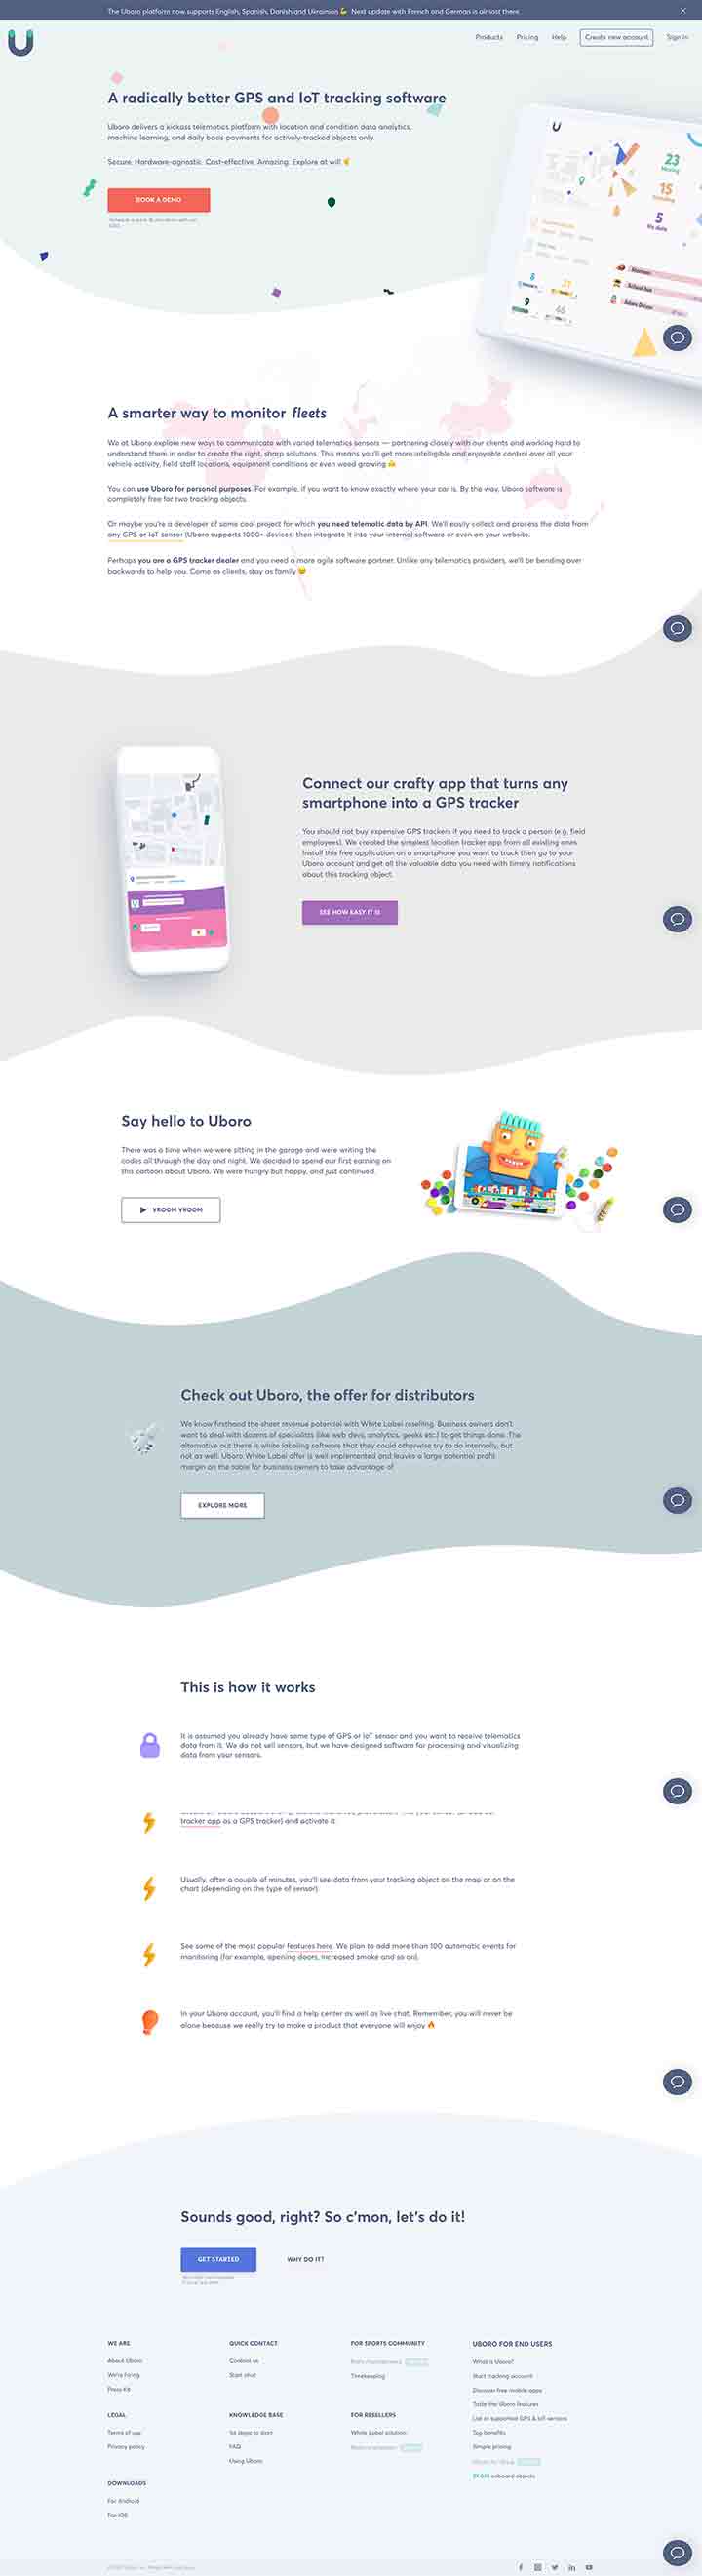 The Uboro platform now supports English, Spanish, Danish and Ukrainian 💪 Next update with French and German is almost there.
Products Pricing Help Create new account Sign in
A radically better GPS and IoT tracking software
Uboro delivers a kickass telematics platform with location and condition data analytics,
machine learning, and daily basis payments for actively-tracked objects only.
Secure. Hardware-agnostic. Cost-effective. Amazing. Explore at will
BOOK A DEMO
23
Moving
15
5
No data
8
27
9
46
A smarter way to monitor fleets
We at Uboro explore new ways to communicate with varied telematics sensors — partnering closely with our clients and working hard to
understand them in order to create the right, sharp solutions. This means you'll get more intelligible and enjoyable control over all your
vehicle activity, field staff locations, equipment conditions or even weed growing
You can use Uboro for personal purposes. For example, if you want to know exactly where your car is. By the way, Uboro software is
completely free for two tracking objects.
Or maybe you're a developer of some cool project for which you need telematic data by API. We'll easily collect and process the data from
any GPS or IoT sensor (Uboro supports 1000+ devices) then integrate it into your internal software or even on your website.
Perhaps you are a GPS tracker dealer and you need a more agile software partner. Unlike any telematics providers, we'll be bending over
backwards to help you. Come as clients, stay as family
Connect our crafty app that turns any
smartphone into a GPS tracker
You should not buy expensive GPS trackers if you need to track a person (e.g. field
employees). We created the simplest location tracker app from all existing ones
Install this free application on a smartphone you want to track then go to your
Uboro account and get all the valuable data you need with timely notifications
about this tracking object.
SEE HOW EASY IT IS
Say hello to Uboro
There was a time when we were sitting in the garage and were writing the
codes all through the day and night. We decided to spend our first earning on
this cartoon about Uboro. We were hungry but happy, and just continued
VROOM VROOM
Check out Uboro, the offer for distributors
We know firsthand the sheer revenue potential with White Label reselling. Business owners don't
want to deal with dozens of specialists (like web devs, analytics, geeks etc.) to get things done. The
alternative out there is white labeling software that they could otherwise try to do internally, but
not as well. Uboro White Label offer is well implemented and leaves a large potential profit
margin on the table for business owners to take advantage of
EXPLORE MORE
This is how it works
It is assumed you already have some type of GPS or IoT sensor and you want to receive telematics
data from it. We do not sell sensors, but we have designed software for processing and visualizing
data from your sensors.
tracker app as a GPS tracker) and activate it
Usually, after a couple of minutes, you'll see data from your tracking object on the map or on the
chart (depending on the type of sensor)
See some of the most popular features here. We plan to add more than 100 automatic events for
monitoring (for example, opening doors, increased smoke and so on).
In your Uboro account, you'll find a help center as well as live chat. Remember, you will never be
alone because we really try to make a product that everyone will enjoy 🔥
Sounds good, right? So c'mon, let's do it!
GET STARTED WHY DO IT?
WE ARE
About Uboro
We're hiring
Press Kit
QUICK CONTACT
Contact us
Start chat
FOR SPORTS COMMUNITY
Timekeeping
UBORO FOR END USERS
What is Uboro?
Start tracking account
Discover free mobile apps
Taste the Uboro features
List of supported GPS & IoT sensors
Top benefits
Simple pricing
onboard objects
LEGAL
Terms of use
Privacy policy
KNOWLEDGE BASE
1st steps to start
FAQ
Using Uboro
FOR RESELLERS
White Label solution
DOWNLOADS
For Android
For iOS